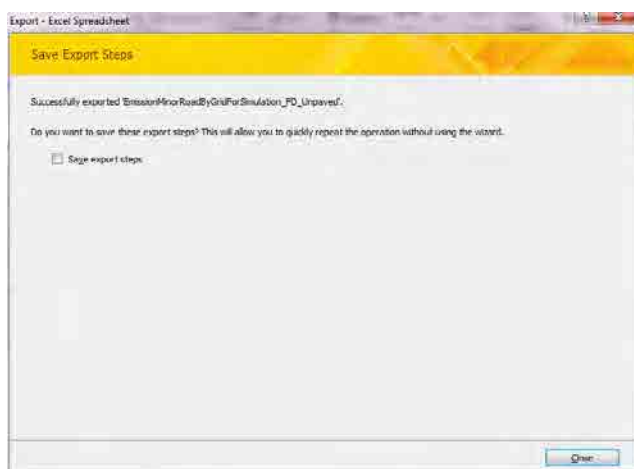 Export - Excel Spreadsheet
Save Export Steps
Successfully exported 'EmissionMinorRoadByGridForSimulation_PD_Unpaved'.
Do you want to save these export steps? This will allow you to quickly repeat the operation without using the wizard.
Save export steps
Close